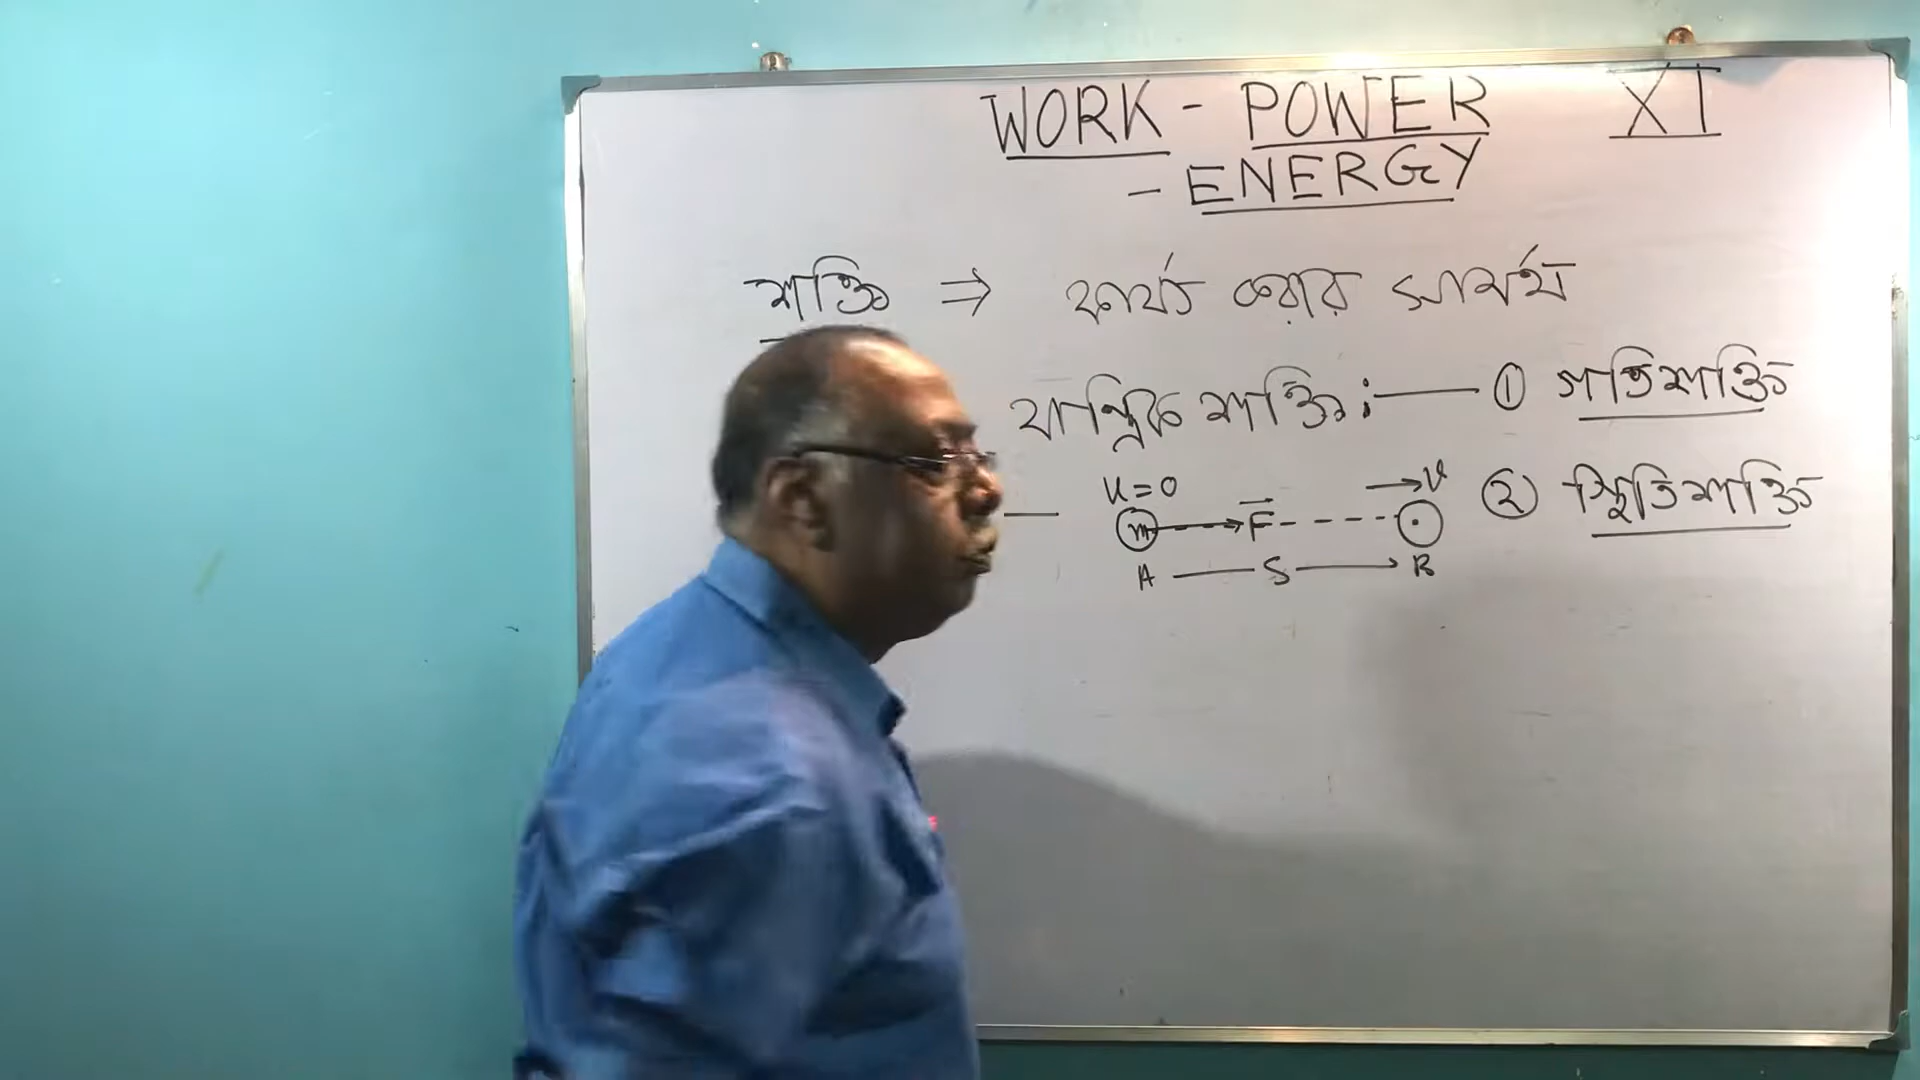 WORK - POWER XI
- ENERGY
শক্তি ⇒ কার্য করার সামর্থ্য
যান্ত্রিক শক্তি : — ① গতিশক্তি
② স্থিতিশক্তি
u = 0 v
m F
A S B